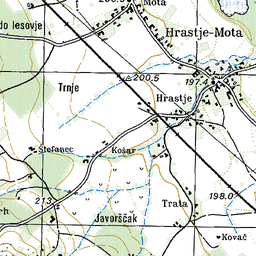 Mota
do lesovje
Hrastje-Mota
200.5
197.4
Trnje
Hrastje
Štefanec
Košar
213
198.0
Trata
Javorščak
Kovač